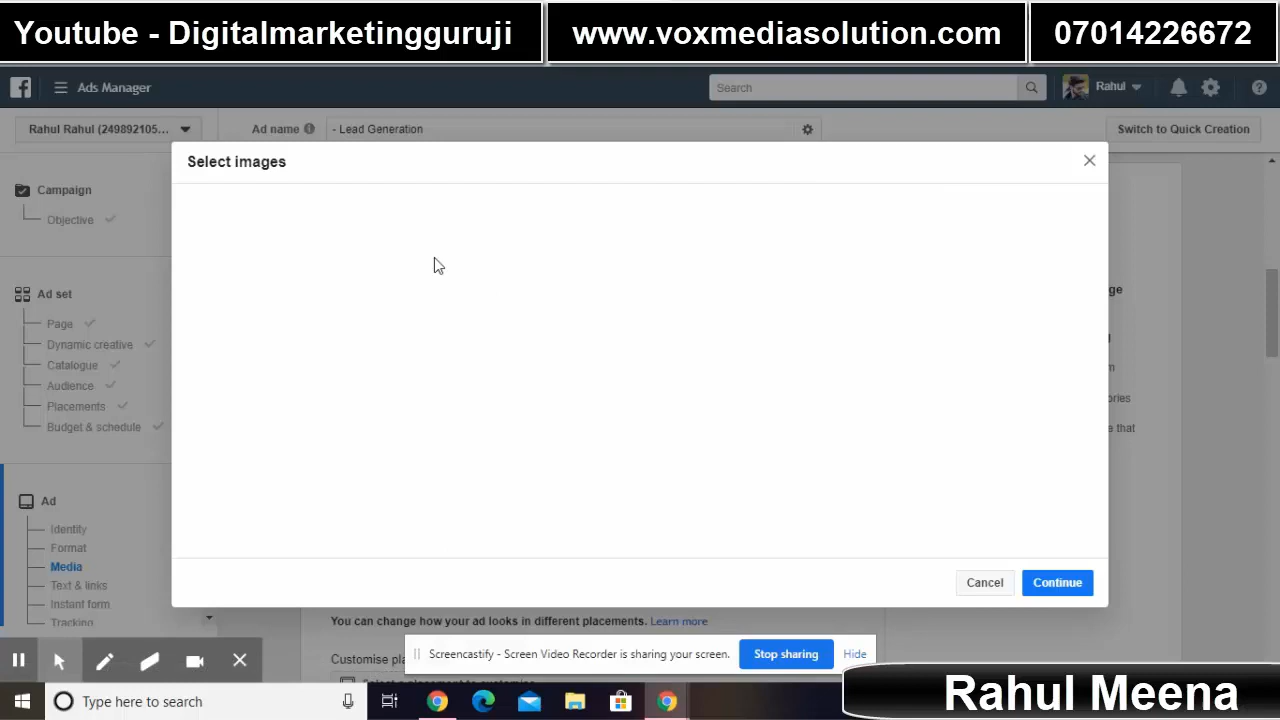 Youtube - Digitalmarketingguruji
www.voxmediasolution.com
07014226672
Ads Manager
Search
Rahul
Rahul Rahul (249892105...
Ad name
- Lead Generation
Switch to Quick Creation
Select images
Campaign
Objective
Ad set
Page
Dynamic creative
Catalogue
Audience
Placements
Budget & schedule
Ad
Identity
Format
Media
Text & links
Instant form
Tracking
Cancel
Continue
You can change how your ad looks in different placements. Learn more
Screencastify - Screen Video Recorder is sharing your screen.
Stop sharing
Hide
Type here to search
Rahul Meena